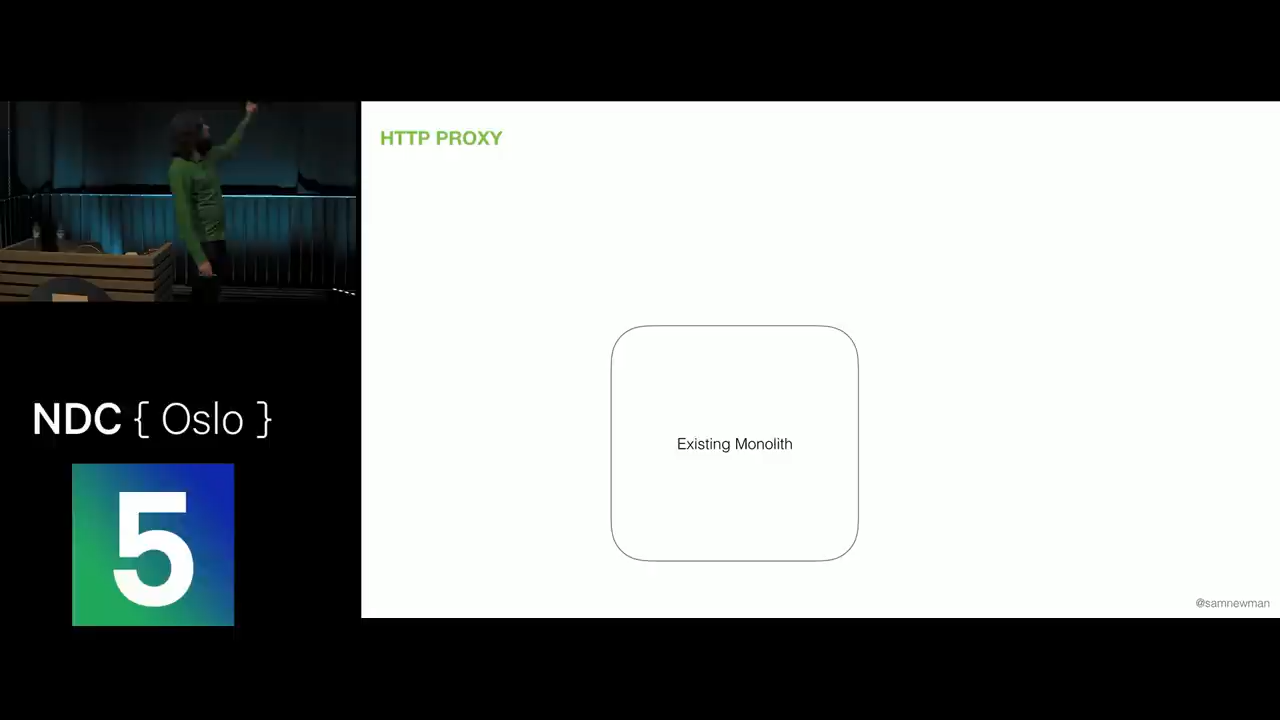 HTTP PROXY
Existing Monolith
NDC { Oslo }
5
@samnewman